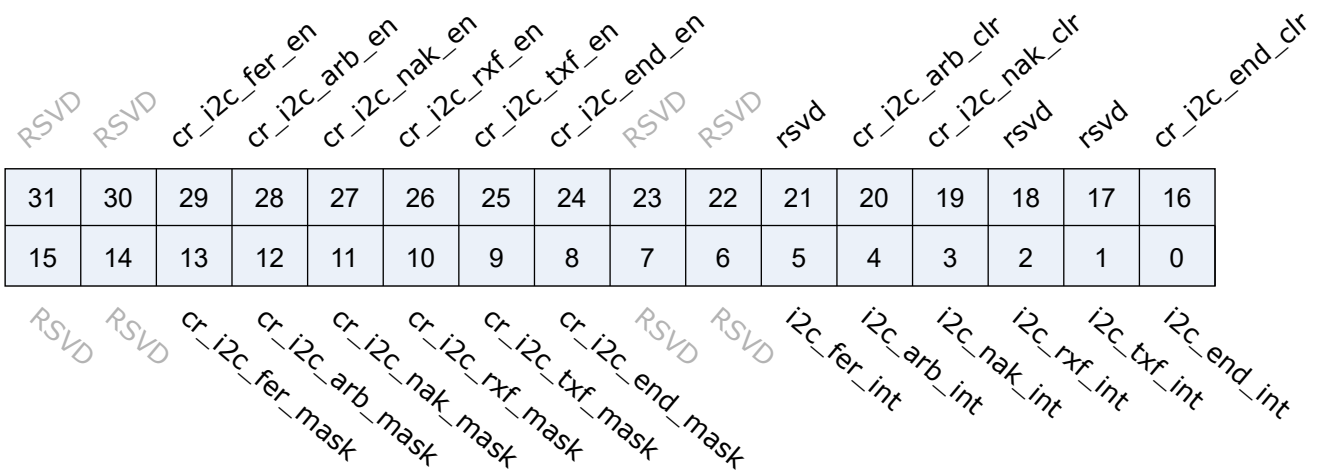 RSVD
RSVD
cr_i2c_fer_en
cr_i2c_arb_en
cr_i2c_nak_en
cr_i2c_rxf_en
cr_i2c_txf_en
cr_i2c_end_en
RSVD
RSVD
rsvd
cr_i2c_arb_clr
cr_i2c_nak_clr
rsvd
rsvd
cr_i2c_end_clr
31 30 29 28 27 26 25 24 23 22 21 20 19 18 17 16
15 14 13 12 11 10 9 8 7 6 5 4 3 2 1 0
RSVD
RSVD
cr_i2c_fer_mask
cr_i2c_arb_mask
cr_i2c_nak_mask
cr_i2c_rxf_mask
cr_i2c_txf_mask
cr_i2c_end_mask
RSVD
RSVD
i2c_fer_int
i2c_arb_int
i2c_nak_int
i2c_rxf_int
i2c_txf_int
i2c_end_int